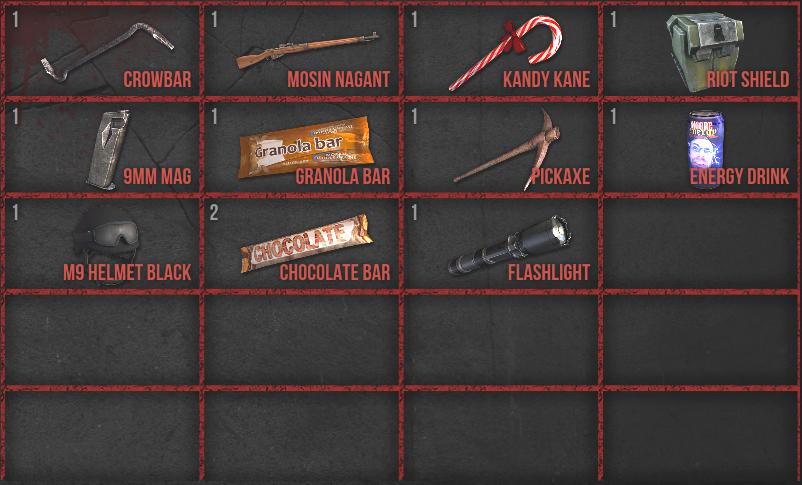 1
CROWBAR
1
MOSIN NAGANT
1
KANDY KANE
1
RIOT SHIELD
1
9MM MAG
1
Granola bar
GRANOLA BAR
1
PICKAXE
1
ENERGY DRINK
1
M9 HELMET BLACK
2
CHOCOLATE
CHOCOLATE BAR
1
FLASHLIGHT